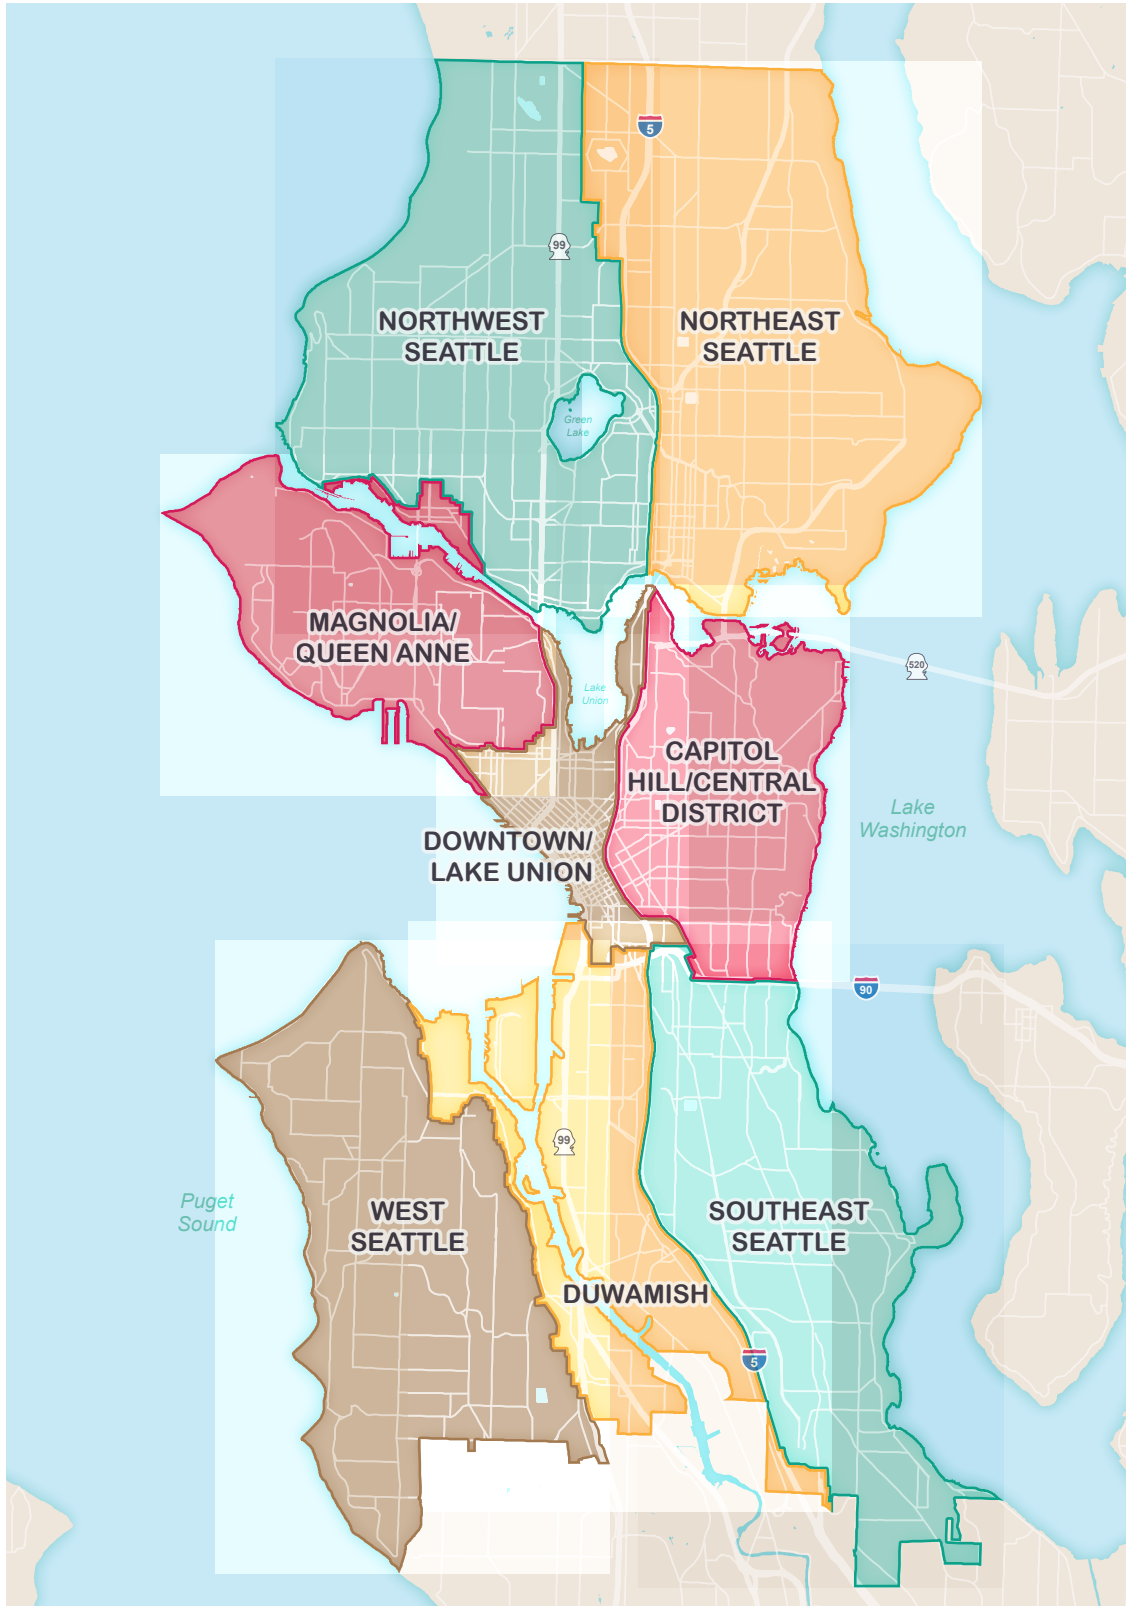 5
99
NORTHWEST
SEATTLE
NORTHEAST
SEATTLE
Green
Lake
MAGNOLIA/
QUEEN ANNE
520
Lake
Union
CAPITOL
HILL/CENTRAL
DISTRICT
Lake
Washington
DOWNTOWN/
LAKE UNION
90
99
Puget
Sound
WEST
SEATTLE
SOUTHEAST
SEATTLE
DUWAMISH
5